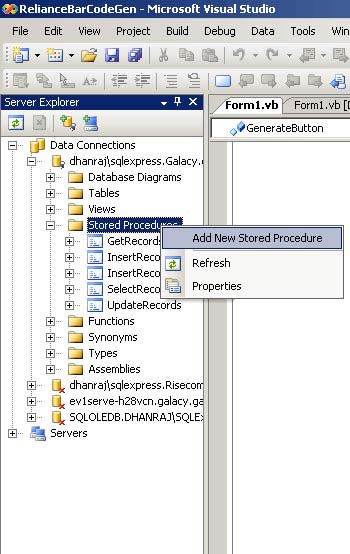 RelianceBarCodeGen - Microsoft Visual Studio
File Edit View Project Build Debug Data Tools
Server Explorer
Form1.vb Form1.vb [D
GenerateButton
Data Connections
dhanraj\sqlexpress.Galacy.
Database Diagrams
Tables
Views
Stored Procedures
Add New Stored Procedure
GetRecords
InsertReco
Refresh
InsertReco
SelectReco
Properties
UpdateRecords
Functions
Synonyms
Types
Assemblies
dhanraj\sqlexpress.Risecom
ev1serve-h28vcn.galacy.ga
SQLOLEDB.DHANRAJ\SQLEx
Servers